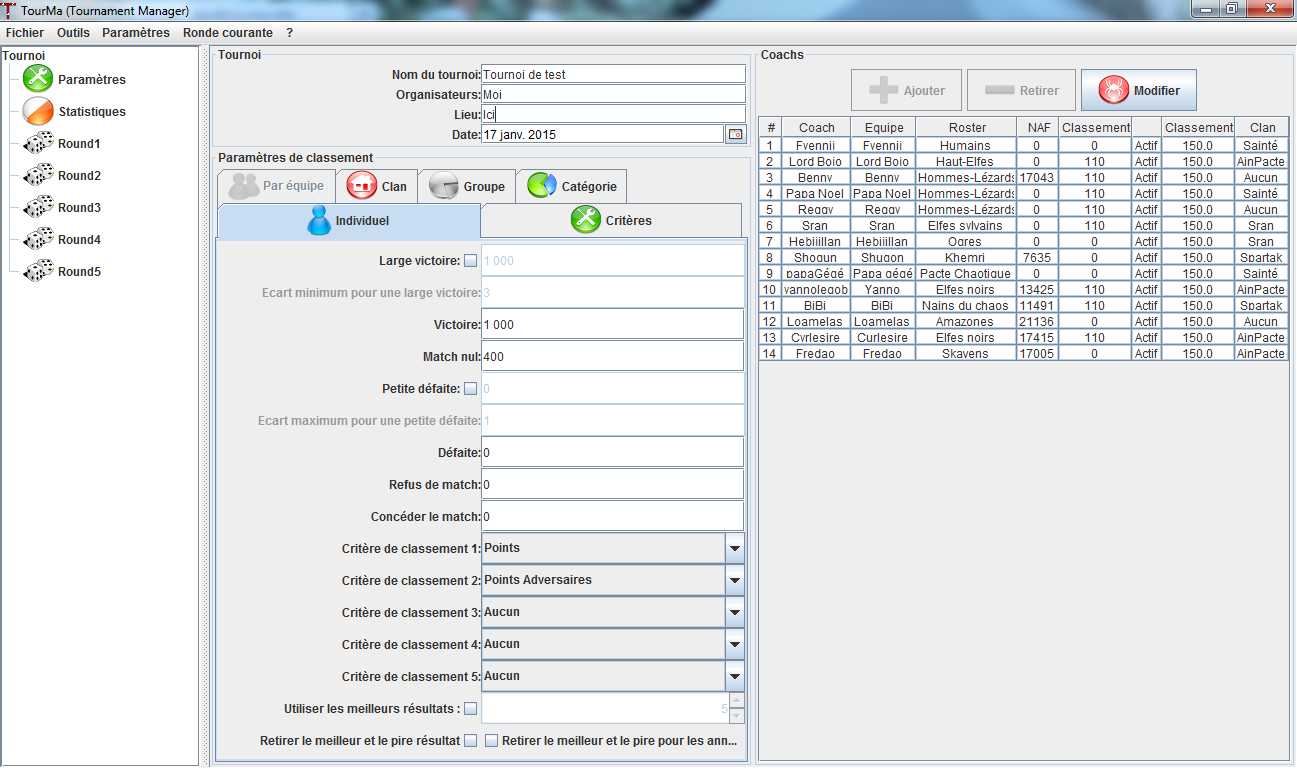 TourMa (Tournament Manager)
Fichier Outils Paramètres Ronde courante ?
Tournoi
Paramètres
Statistiques
Round1
Round2
Round3
Round4
Round5
Tournoi
Nom du tournoi: Tournoi de test
Organisateurs: Moi
Lieu: Ici
Date: 17 janv. 2015
Paramètres de classement
Par équipe Clan Groupe Catégorie
Individuel Critères
Large victoire: 1 000
Ecart minimum pour une large victoire: 3
Victoire: 1 000
Match nul: 400
Petite défaite: 0
Ecart maximum pour une petite défaite: 1
Défaite: 0
Refus de match: 0
Concéder le match: 0
Critère de classement 1: Points
Critère de classement 2: Points Adversaires
Critère de classement 3: Aucun
Critère de classement 4: Aucun
Critère de classement 5: Aucun
Utiliser les meilleurs résultats : 5
Retirer le meilleur et le pire résultat Retirer le meilleur et le pire pour les ann...
Coachs
Ajouter Retirer Modifier
# Coach Equipe Roster NAF Classement Classement Clan
1 Fvennii Fvennii Humains 0 0 Actif 150.0 Sainté
2 Lord Bojo Lord Bojo Haut-Elfes 0 110 Actif 150.0 AinPacte
3 Benny Benny Hommes-Lézards 17043 110 Actif 150.0 Aucun
4 Papa Noel Papa Noel Hommes-Lézards 0 110 Actif 150.0 Sainté
5 Reggy Reggy Hommes-Lézards 0 110 Actif 150.0 Aucun
6 Sran Sran Elfes sylvains 0 110 Actif 150.0 Sran
7 Hebiiillan Hebiiillan Ogres 0 0 Actif 150.0 Sran
8 Shogun Shugon Khemri 7635 0 Actif 150.0 Spartak
9 papaGégé Papa gégé Pacte Chaotique 0 0 Actif 150.0 Sainté
10 yannolegob Yanno Elfes noirs 13425 110 Actif 150.0 AinPacte
11 BiBi BiBi Nains du chaos 11491 110 Actif 150.0 Spartak
12 Loamelas Loamelas Amazones 21136 0 Actif 150.0 Aucun
13 Cyrlesire Curlesire Elfes noirs 17415 110 Actif 150.0 AinPacte
14 Fredao Fredao Skavens 17005 0 Actif 150.0 AinPacte